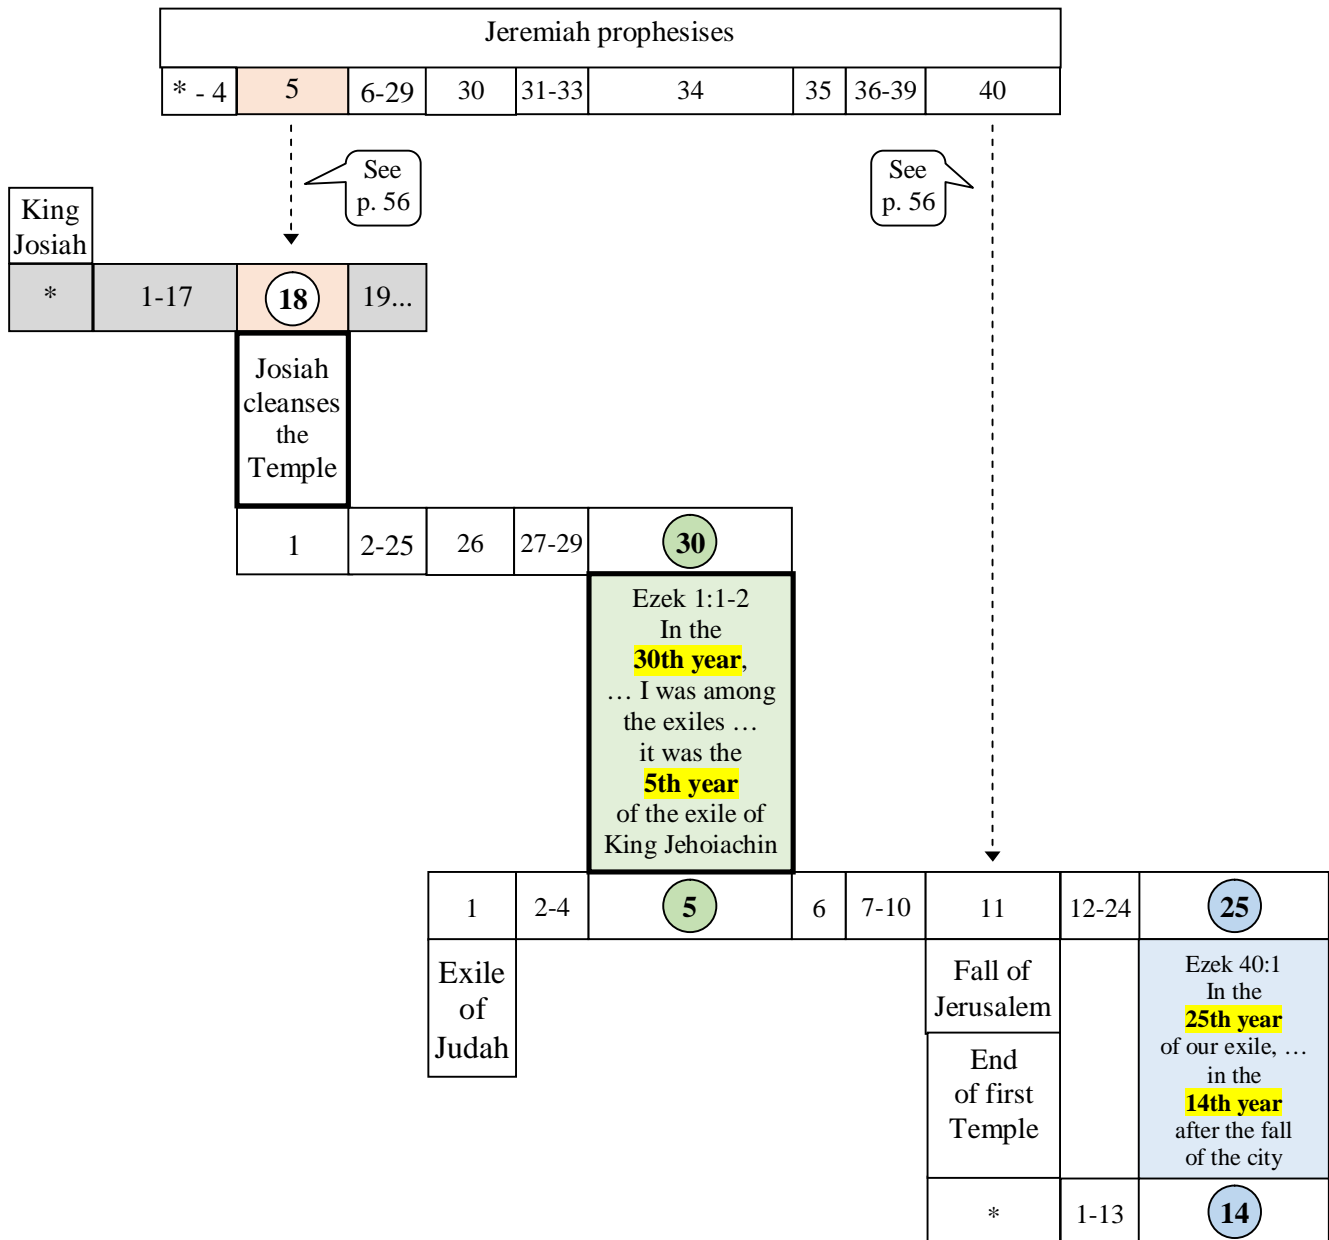 Jeremiah prophesises
* - 4 5 6-29 30 31-33 34 35 36-39 40
See
p. 56
See
p. 56
King
Josiah
* 1-17 18 19...
Josiah
cleanses
the
Temple
1 2-25 26 27-29 30
Ezek 1:1-2
In the
30th year,
… I was among
the exiles …
it was the
5th year
of the exile of
King Jehoiachin
1 2-4 5 6 7-10 11 12-24 25
Exile
of
Judah
Fall of
Jerusalem
End
of first
Temple
Ezek 40:1
In the
25th year
of our exile, …
in the
14th year
after the fall
of the city
* 1-13 14